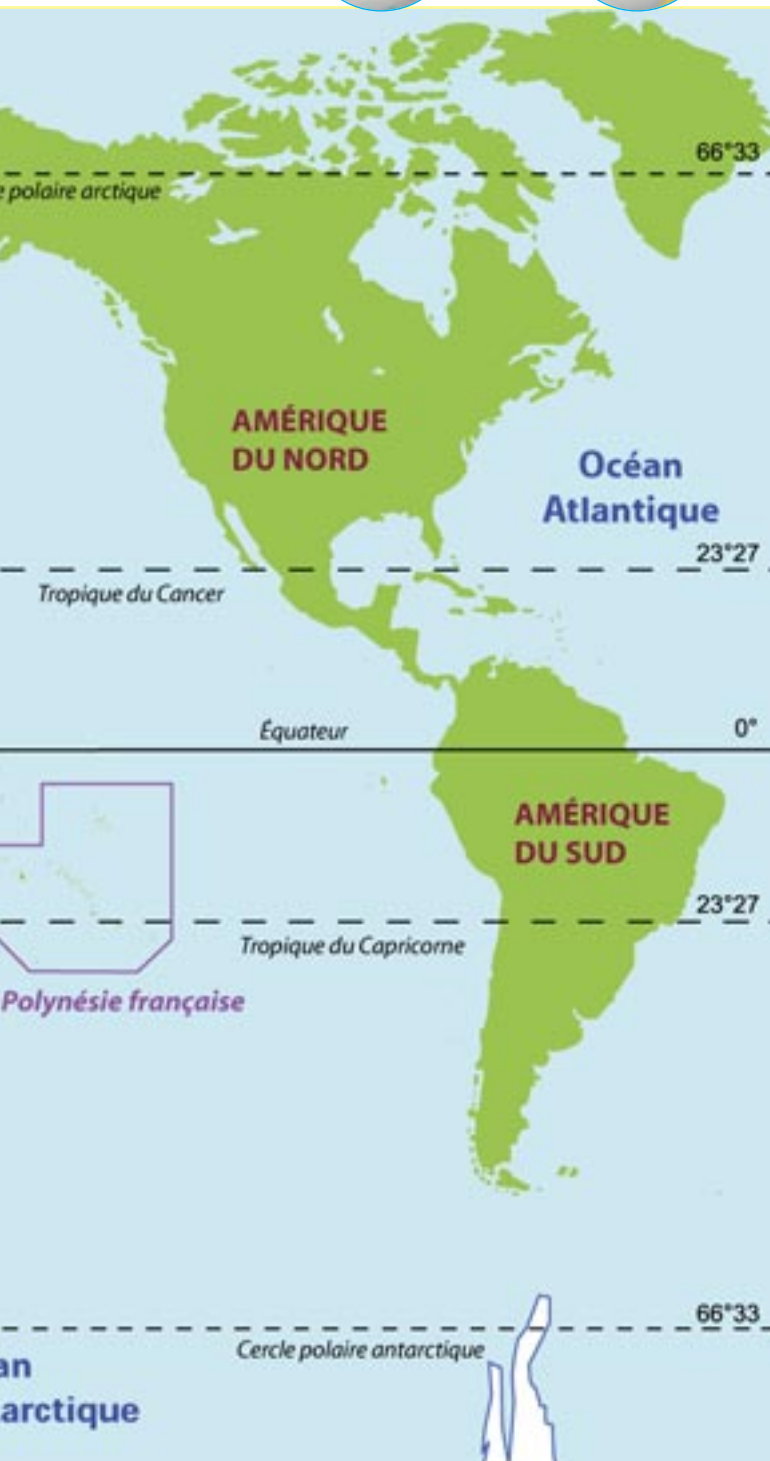 66°33
e polaire arctique
AMÉRIQUE
DU NORD
Océan
Atlantique
23°27
Tropique du Cancer
Équateur
0°
AMÉRIQUE
DU SUD
23°27
Tropique du Capricorne
Polynésie française
66°33
Cercle polaire antarctique
an
arctique